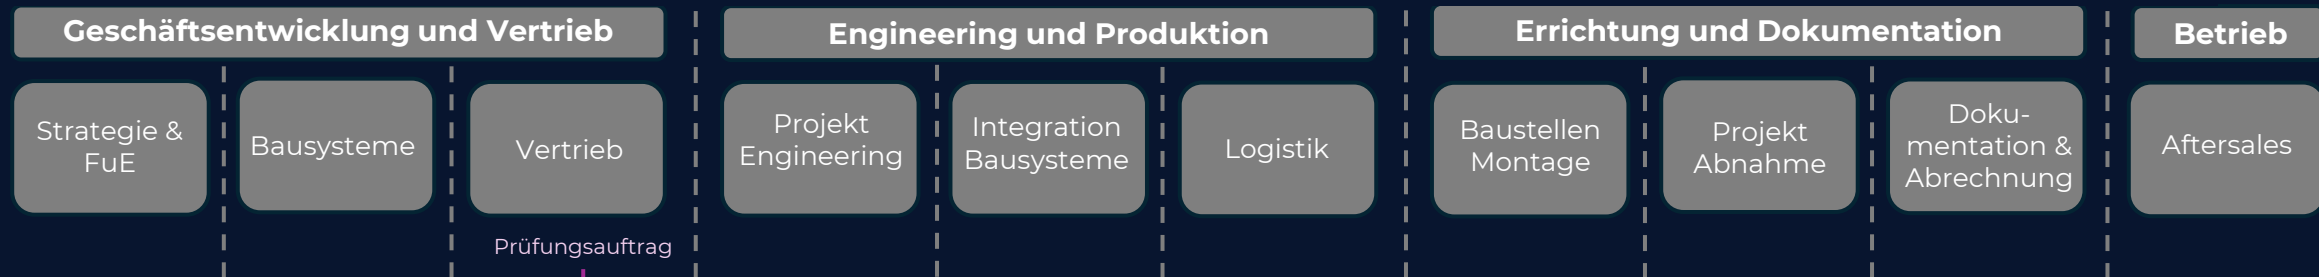 Geschäftsentwicklung und Vertrieb
Engineering und Produktion
Errichtung und Dokumentation
Betrieb
Strategie &
FuE
Bausysteme
Vertrieb
Projekt
Engineering
Integration
Bausysteme
Logistik
Baustellen
Montage
Projekt
Abnahme
Doku-
mentation &
Abrechnung
Aftersales
Prüfungsauftrag